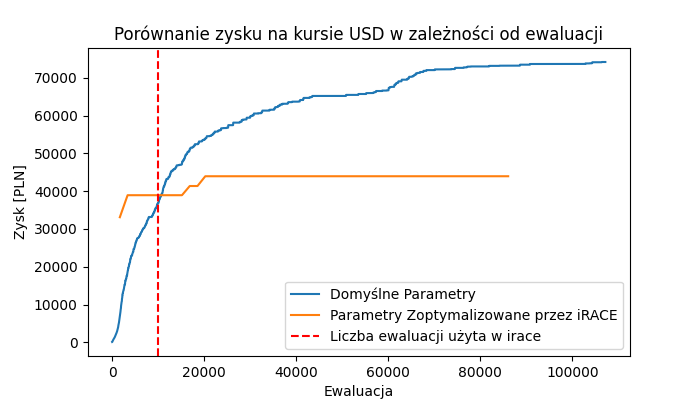 Porównanie zysku na kursie USD w zależności od ewaluacji
Zysk [PLN]
70000
60000
50000
40000
30000
20000
10000
0
Domyślne Parametry
Parametry Zoptymalizowane przez iRACE
Liczba ewaluacji użyta w irace
0 20000 40000 60000 80000 100000
Ewaluacja